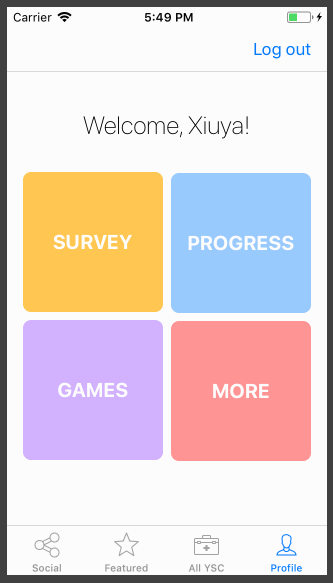 Carrier 5:49 PM
Log out
Welcome, Xiuya!
SURVEY PROGRESS
GAMES MORE
Social Featured All YSC Profile